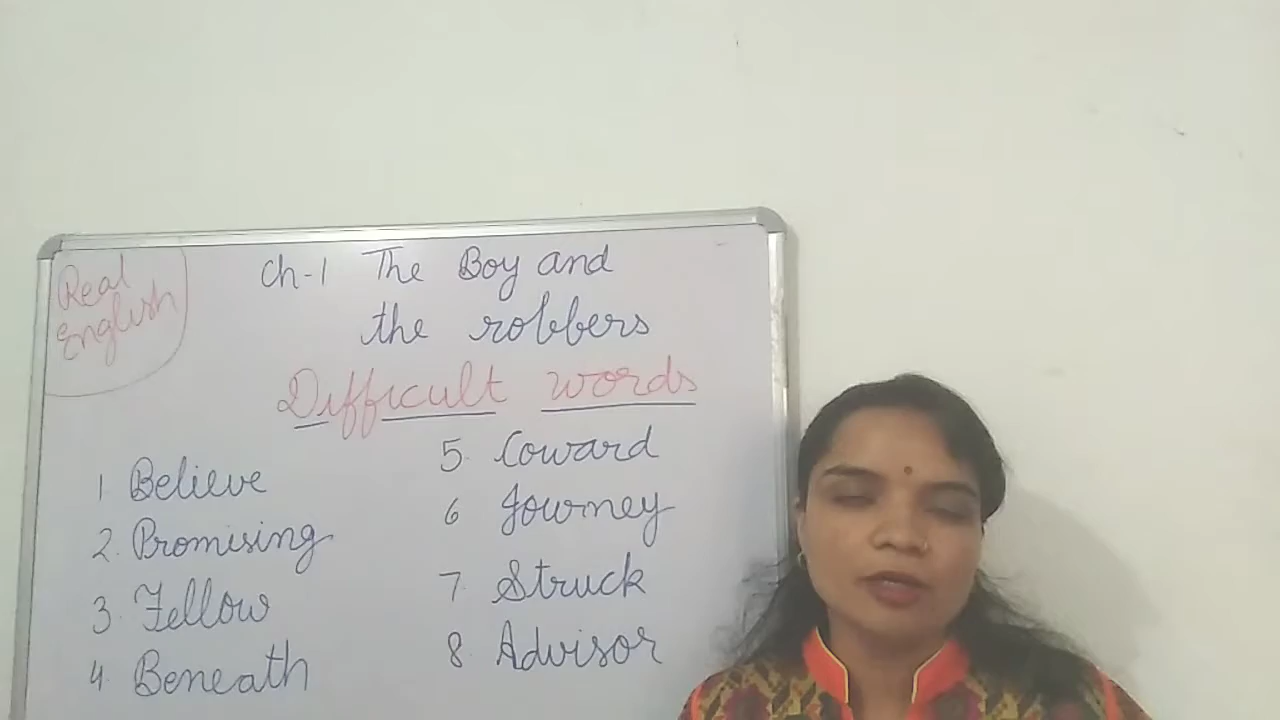 Real
English
Ch-1 The Boy and
the robbers
Difficult words
1 Believe
2. Promising
3. Fellow
4. Beneath
5. Coward
6 Journey
7. Struck
8 Advisor